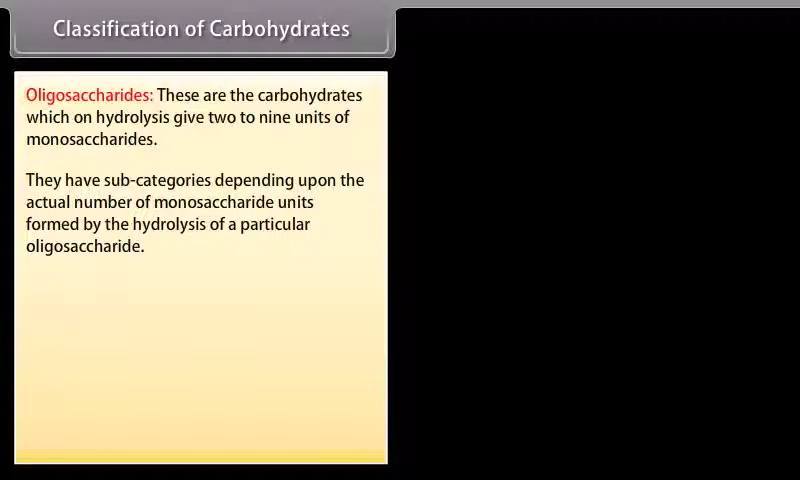 Classification of Carbohydrates
Oligosaccharides: These are the carbohydrates
which on hydrolysis give two to nine units of
monosaccharides.
They have sub-categories depending upon the
actual number of monosaccharide units
formed by the hydrolysis of a particular
oligosaccharide.